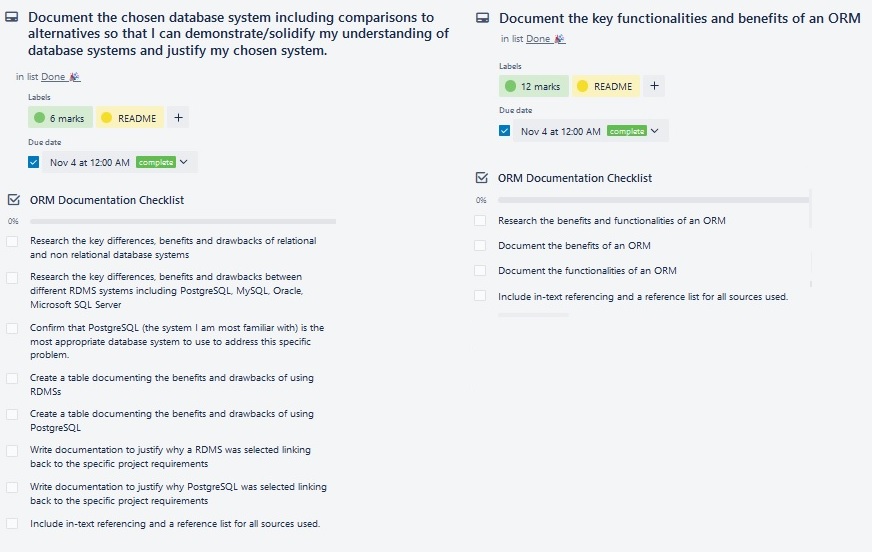 Document the chosen database system including comparisons to
alternatives so that I can demonstrate/solidify my understanding of
database systems and justify my chosen system.
in list Done 🎉
Labels
6 marks README +
Due date
Nov 4 at 12:00 AM complete
ORM Documentation Checklist
0%
Research the key differences, benefits and drawbacks of relational
and non relational database systems
Research the key differences, benefits and drawbacks between
different RDMS systems including PostgreSQL, MySQL, Oracle,
Microsoft SQL Server
Confirm that PostgreSQL (the system I am most familiar with) is the
most appropriate database system to use to address this specific
problem.
Create a table documenting the benefits and drawbacks of using
RDMSs
Create a table documenting the benefits and drawbacks of using
PostgreSQL
Write documentation to justify why a RDMS was selected linking
back to the specific project requirements
Write documentation to justify why PostgreSQL was selected linking
back to the specific project requirements
Include in-text referencing and a reference list for all sources used.
Document the key functionalities and benefits of an ORM
in list Done 🎉
Labels
12 marks README +
Due date
Nov 4 at 12:00 AM complete
ORM Documentation Checklist
0%
Research the benefits and functionalities of an ORM
Document the benefits of an ORM
Document the functionalities of an ORM
Include in-text referencing and a reference list for all sources used.